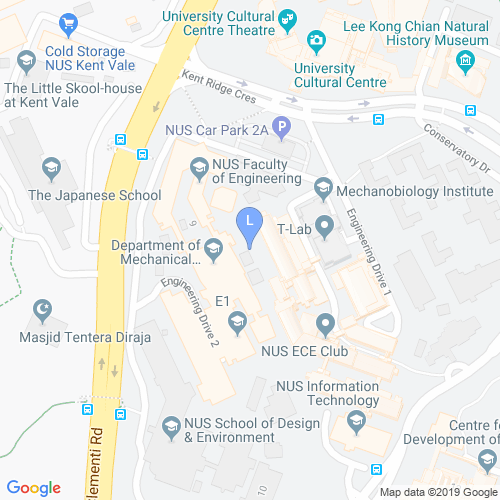 University Cultural
Centre Theatre
Lee Kong Chian Natural
History Museum
Cold Storage
NUS Kent Vale
University
Cultural Centre
Kent Ridge Cres
The Little Skool-house
at Kent Vale
NUS Car Park 2A
P
Conservatory Dr
NUS Faculty
of Engineering
The Japanese School
Mechanobiology Institute
L
T-Lab
9
Engineering Drive 1
Department of
Mechanical...
Engineering Drive 2
E1
Masjid Tentera Diraja
NUS ECE Club
NUS Information
Technology
NUS School of Design
& Environment
Centre fo
Development of
lementi Rd
10
Google
Map data ©2019 Google